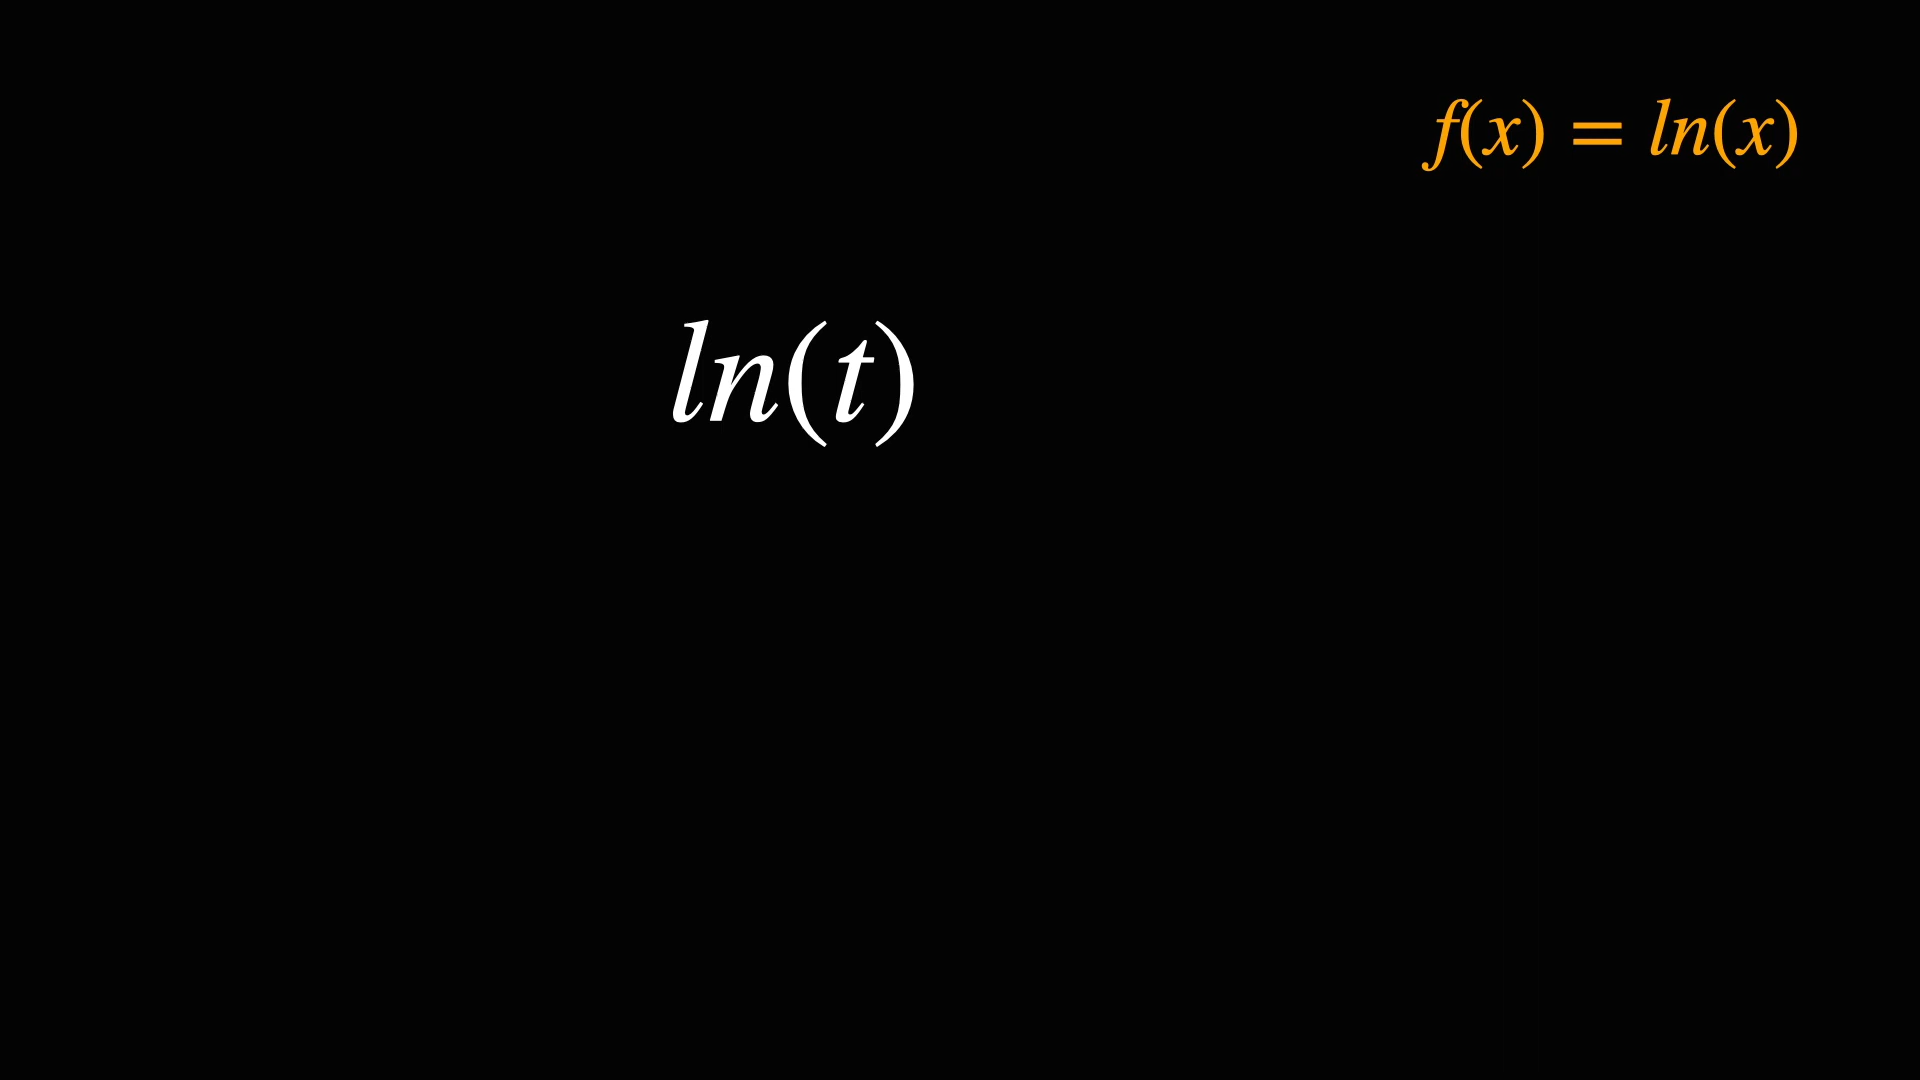 f(x) = ln(x)
ln(t)